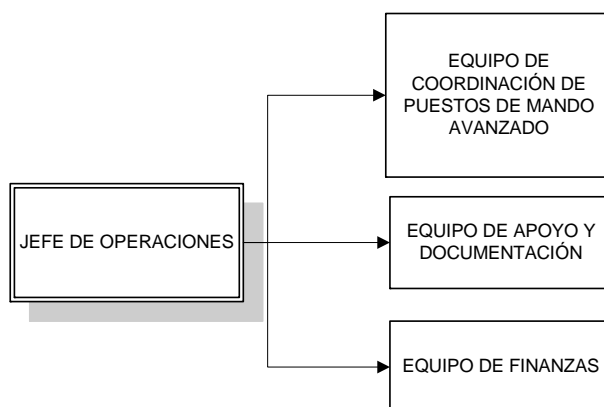 EQUIPO DE
COORDINACIÓN DE
PUESTOS DE MANDO
AVANZADO
JEFE DE OPERACIONES
EQUIPO DE APOYO Y
DOCUMENTACIÓN
EQUIPO DE FINANZAS